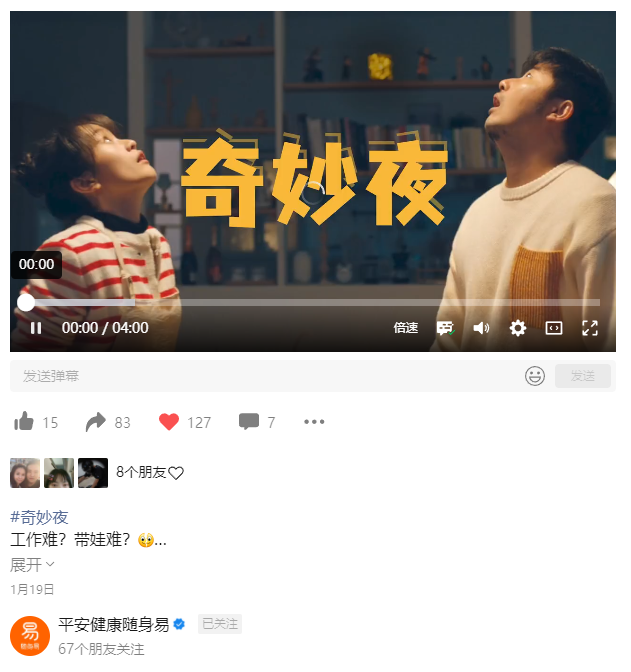 奇妙夜
00:00
00:00 / 04:00
倍速
发送弹幕
发送
15
83
127
7
8个朋友
#奇妙夜
工作难？带娃难？🥹...
展开
1月19日
易
随身易
平安健康随身易
已关注
67个朋友关注